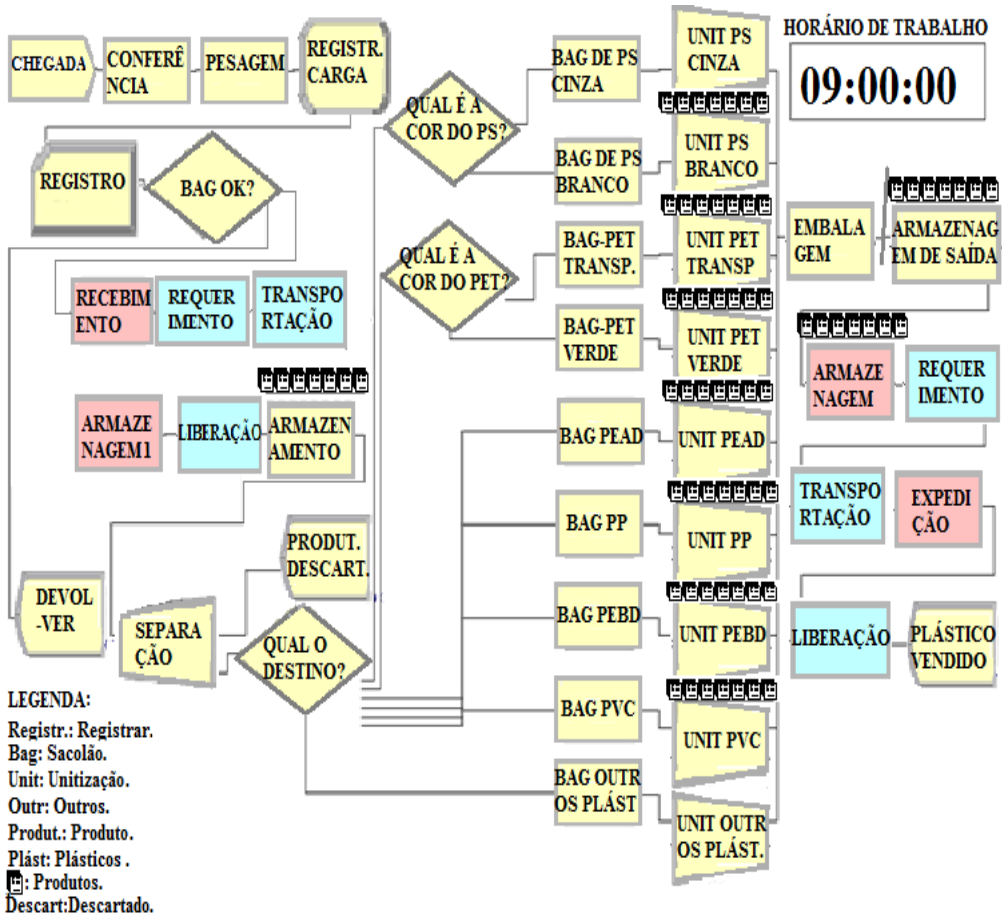 CHEGADA
CONFERÊ
NCIA
PESAGEM
REGISTR.
CARGA
REGISTRO
BAG OK?
RECEBIM
ENTO
REQUER
IMENTO
TRANSPO
RTAÇÃO
ARMAZE
NAGEM1
LIBERAÇÃO
ARMAZEN
AMENTO
DEVOL
-VER
SEPARA
ÇÃO
PRODUT.
DESCART.
QUAL O
DESTINO?
QUAL É A
COR DO PS?
QUAL É A
COR DO PET?
BAG DE PS
CINZA
BAG DE PS
BRANCO
BAG-PET
TRANSP.
BAG-PET
VERDE
BAG PEAD
BAG PP
BAG PEBD
BAG PVC
BAG OUTR
OS PLÁST
UNIT PS
CINZA
UNIT PS
BRANCO
UNIT PET
TRANSP
UNIT PET
VERDE
UNIT PEAD
UNIT PP
UNIT PEBD
UNIT PVC
UNIT OUTR
OS PLÁST.
HORÁRIO DE TRABALHO
09:00:00
EMBALA
GEM
ARMAZENAG
EM DE SAÍDA
ARMAZE
NAGEM
REQUER
IMENTO
TRANSPO
RTAÇÃO
EXPEDI
ÇÃO
LIBERAÇÃO
PLÁSTICO
VENDIDO
LEGENDA:
Registr.: Registrar.
Bag: Sacolão.
Unit: Unitização.
Outr: Outros.
Produt.: Produto.
Plást: Plásticos .
: Produtos.
Descart:Descartado.